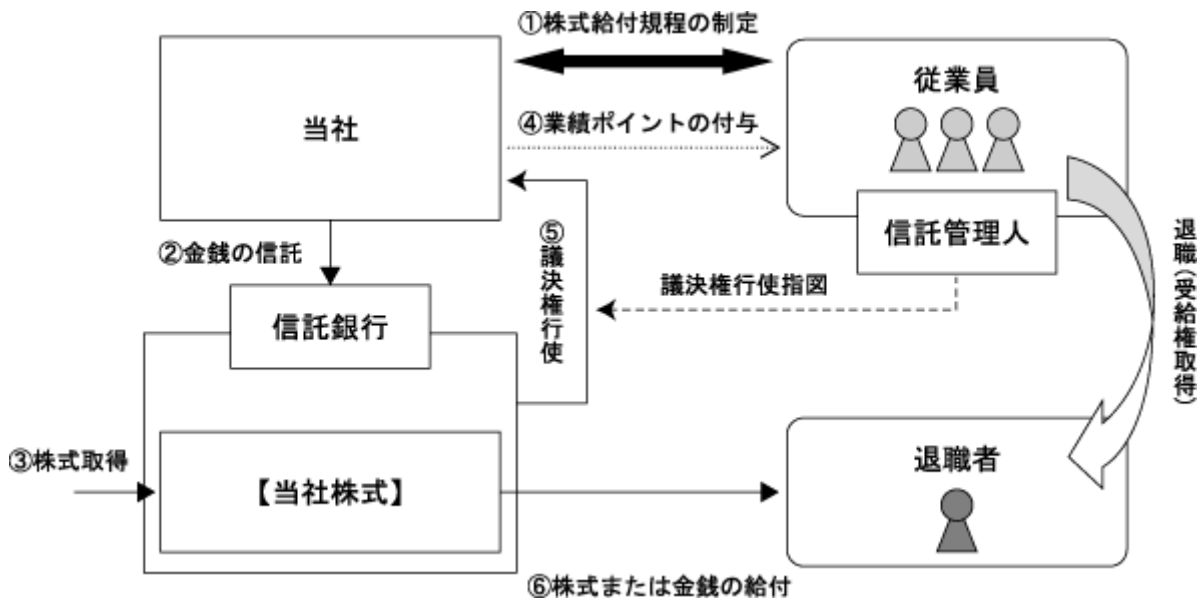 ①株式給付規程の制定
当社
従業員
④業績ポイントの付与
信託管理人
②金銭の信託
⑤議決権行使
議決権行使指図
退職(受給権取得)
信託銀行
③株式取得
【当社株式】
退職者
⑥株式または金銭の給付